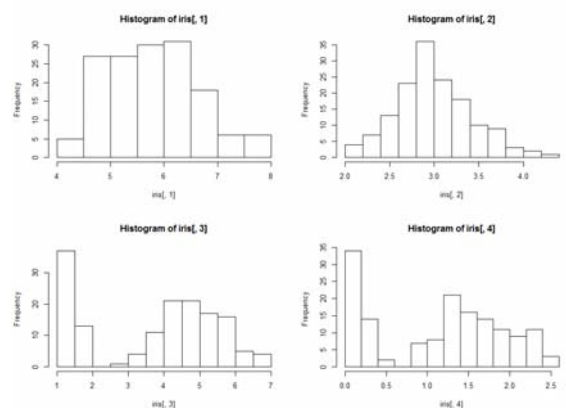 Histogram of iris[, 1]
Frequency
0 5 10 15 20 25 30
4 5 6 7 8
iris[, 1]
Histogram of iris[, 2]
Frequency
0 5 10 15 20 25 30 35
2.0 2.5 3.0 3.5 4.0
iris[, 2]
Histogram of iris[, 3]
Frequency
0 10 20 30
1 2 3 4 5 6 7
iris[, 3]
Histogram of iris[, 4]
Frequency
0 5 10 15 20 25 30 35
0.0 0.5 1.0 1.5 2.0 2.5
iris[, 4]